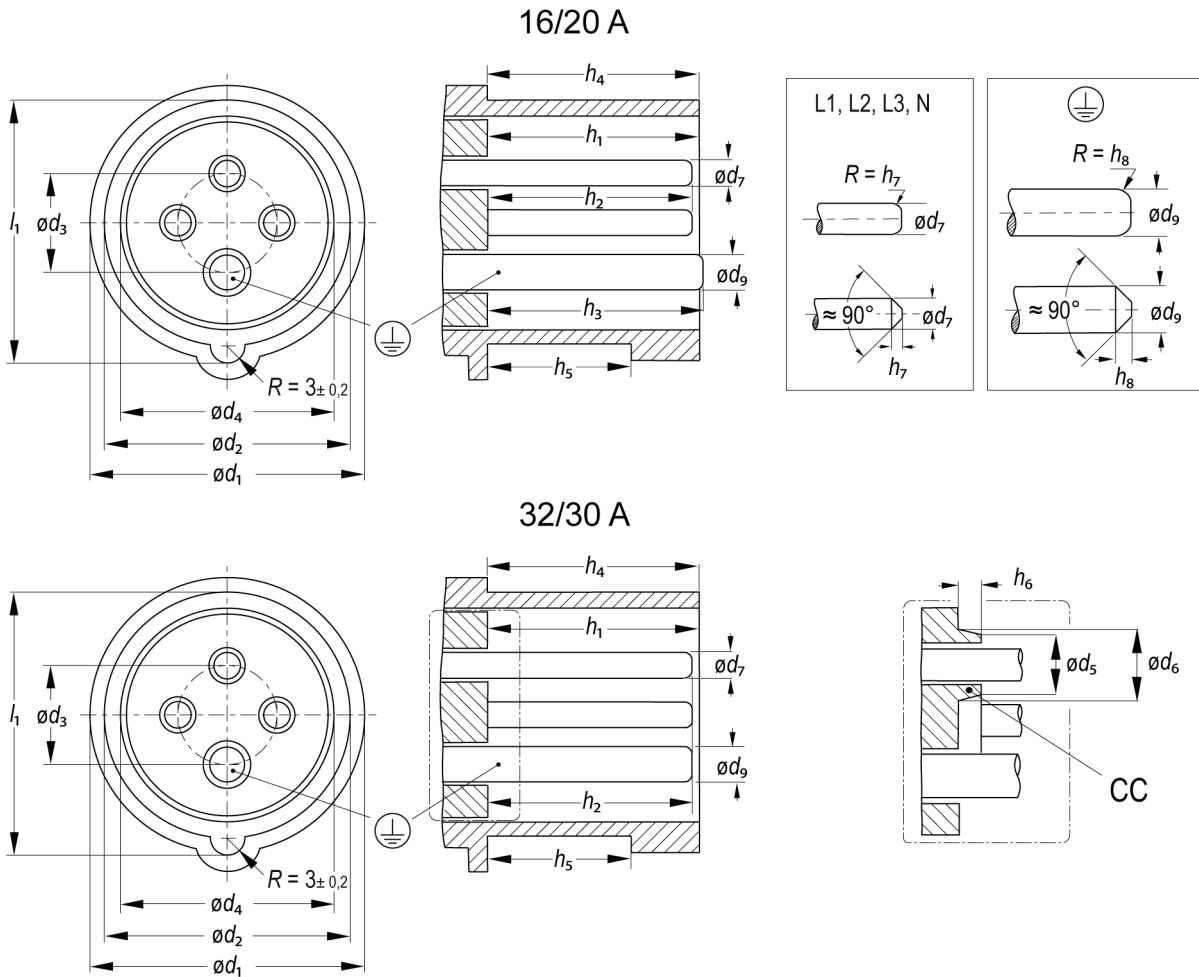 16/20 A
h₄
h₁
h₂
h₃
h₅
ød₇
ød₉
l₁
ød₃
R = 3± 0,2
ød₄
ød₂
ød₁
L1, L2, L3, N
R = h₇
ød₇
≈ 90°
ød₇
h₇
R = h₈
ød₉
≈ 90°
ød₉
h₈
32/30 A
h₄
h₁
h₂
h₅
ød₇
ød₉
l₁
ød₃
R = 3± 0,2
ød₄
ød₂
ød₁
h₆
ød₅
ød₆
CC